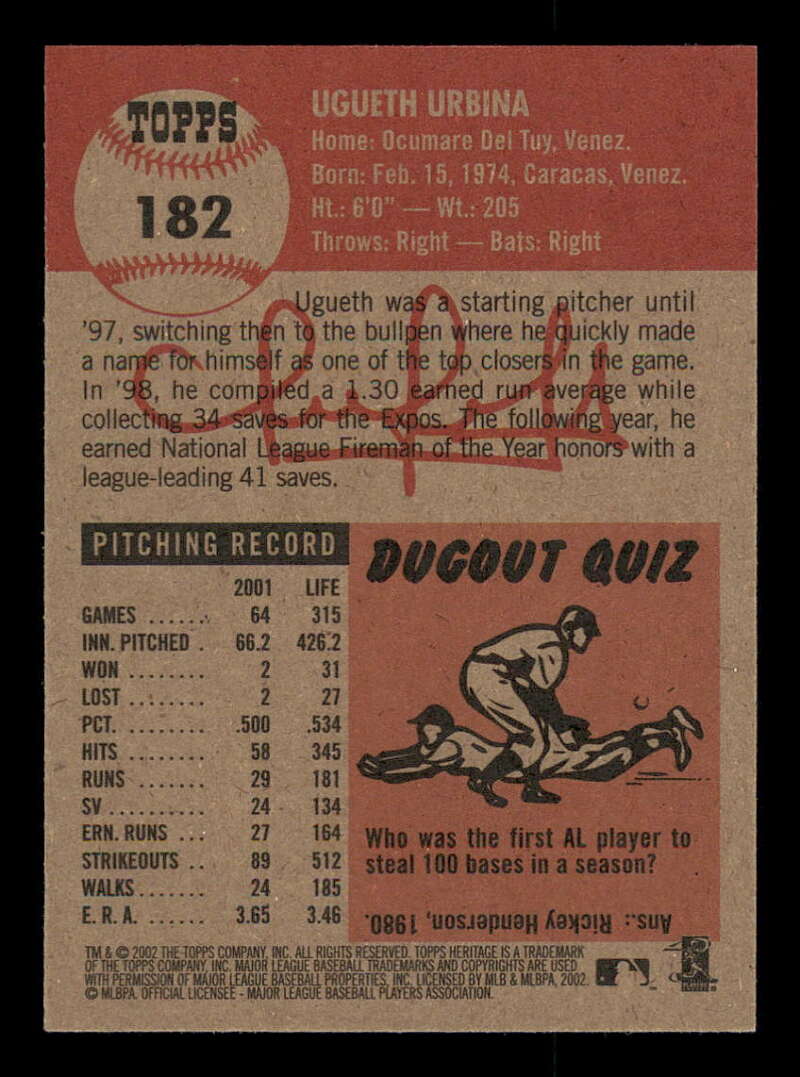 TOPPS
182
UGUETH URBINA
Home: Ocumare Del Tuy, Venez.
Born: Feb. 15, 1974, Caracas, Venez.
Ht.: 6'0" — Wt.: 205
Throws: Right — Bats: Right
Ugueth was a starting pitcher until
'97, switching then to the bullpen where he quickly made
a name for himself as one of the top closers in the game.
In '98, he compiled a 1.30 earned run average while
collecting 34 saves for the Expos. The following year, he
earned National League Fireman of the Year honors with a
league-leading 41 saves.
PITCHING RECORD
2001 LIFE
GAMES ...... 64 315
INN. PITCHED . 66.2 426.2
WON ........ 2 31
LOST ........ 2 27
PCT. ........ .500 .534
HITS ........ 58 345
RUNS ....... 29 181
SV .......... 24 134
ERN. RUNS ... 27 164
STRIKEOUTS .. 89 512
WALKS ....... 24 185
E. R. A. ...... 3.65 3.46
DUGOUT QUIZ
Who was the first AL player to
steal 100 bases in a season?
Ans.: Rickey Henderson, 1980.
TM & © 2002 THE TOPPS COMPANY, INC. ALL RIGHTS RESERVED. TOPPS HERITAGE IS A TRADEMARK
OF THE TOPPS COMPANY, INC. MAJOR LEAGUE BASEBALL TRADEMARKS AND COPYRIGHTS ARE USED
WITH PERMISSION OF MAJOR LEAGUE BASEBALL PROPERTIES, INC. LICENSED BY MLB & MLBPA, 2002.
© MLBPA. OFFICIAL LICENSEE - MAJOR LEAGUE BASEBALL PLAYERS ASSOCIATION.